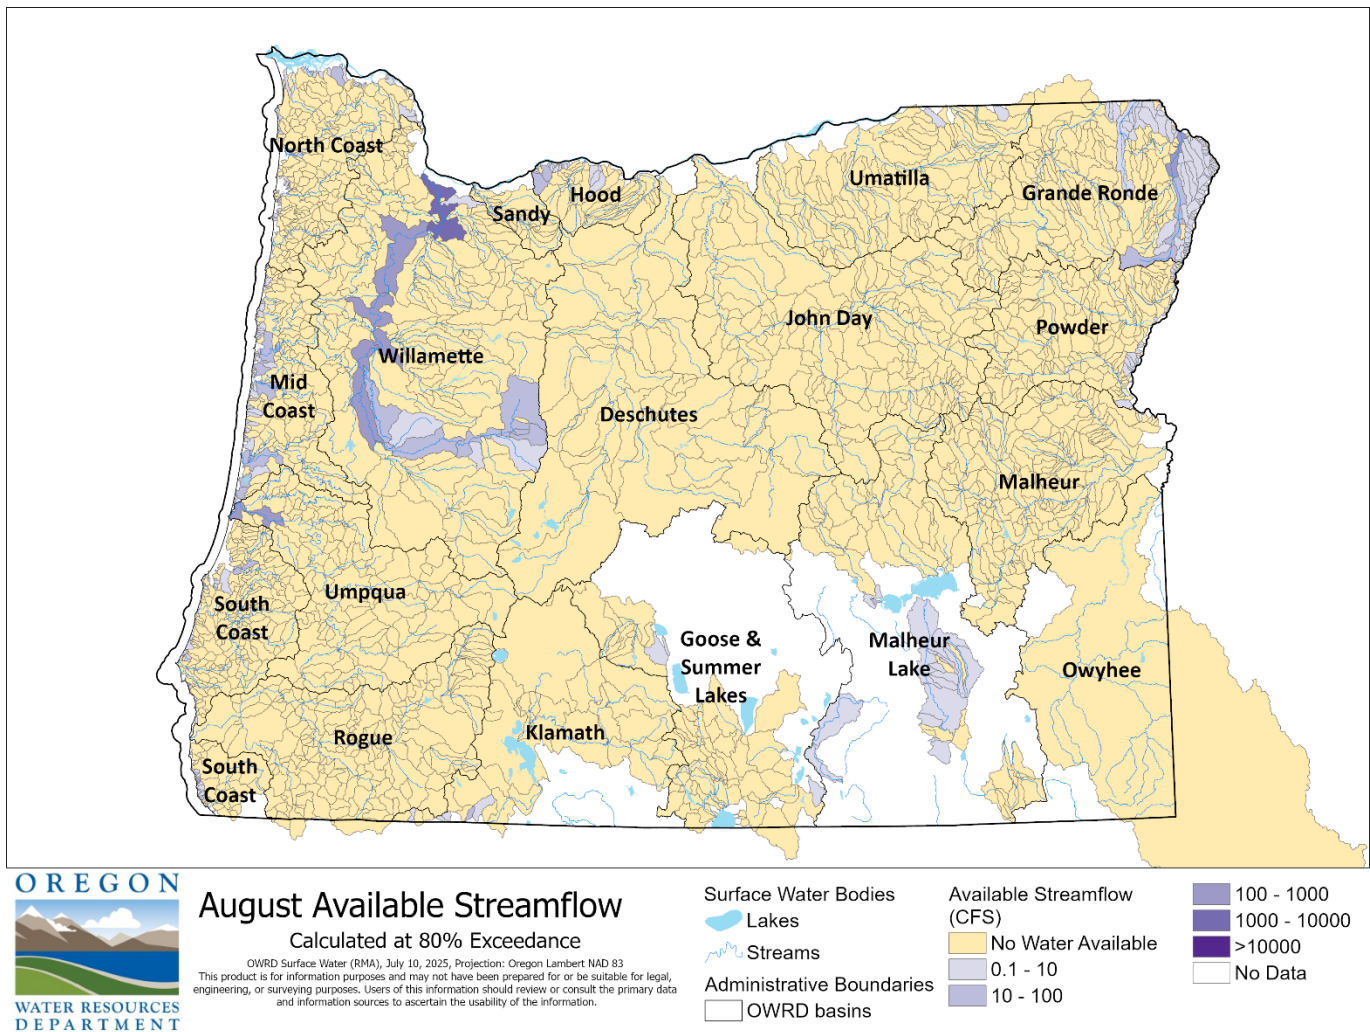 North Coast
Sandy
Hood
Umatilla
Grande Ronde
John Day
Powder
Willamette
Mid
Coast
Deschutes
Malheur
Umpqua
South
Coast
Goose &
Summer
Lakes
Malheur
Lake
Owyhee
Rogue
Klamath
South
Coast
OREGON
WATER RESOURCES
DEPARTMENT
August Available Streamflow
Calculated at 80% Exceedance
OWRD Surface Water (RMA), July 10, 2025, Projection: Oregon Lambert NAD 83
This product is for information purposes and may not have been prepared for or be suitable for legal,
engineering, or surveying purposes. Users of this information should review or consult the primary data
and information sources to ascertain the usability of the information.
Surface Water Bodies
Lakes
Streams
Administrative Boundaries
OWRD basins
Available Streamflow
(CFS)
No Water Available
0.1 - 10
10 - 100
100 - 1000
1000 - 10000
>10000
No Data